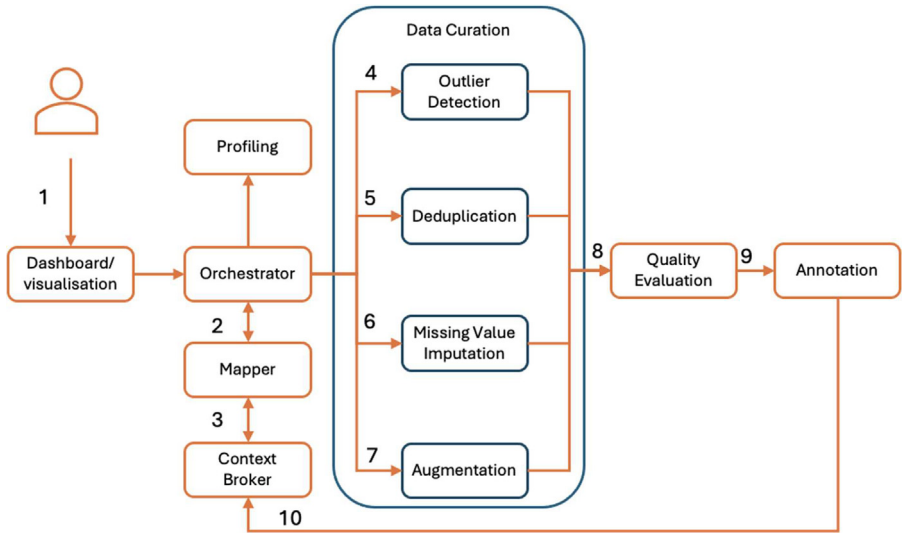 Data Curation
4
Outlier
Detection
Profiling
1
5
Deduplication
Dashboard/
visualisation
Orchestrator
8
Quality
Evaluation
9
Annotation
2
6
Missing Value
Imputation
Mapper
3
7
Context
Broker
Augmentation
10